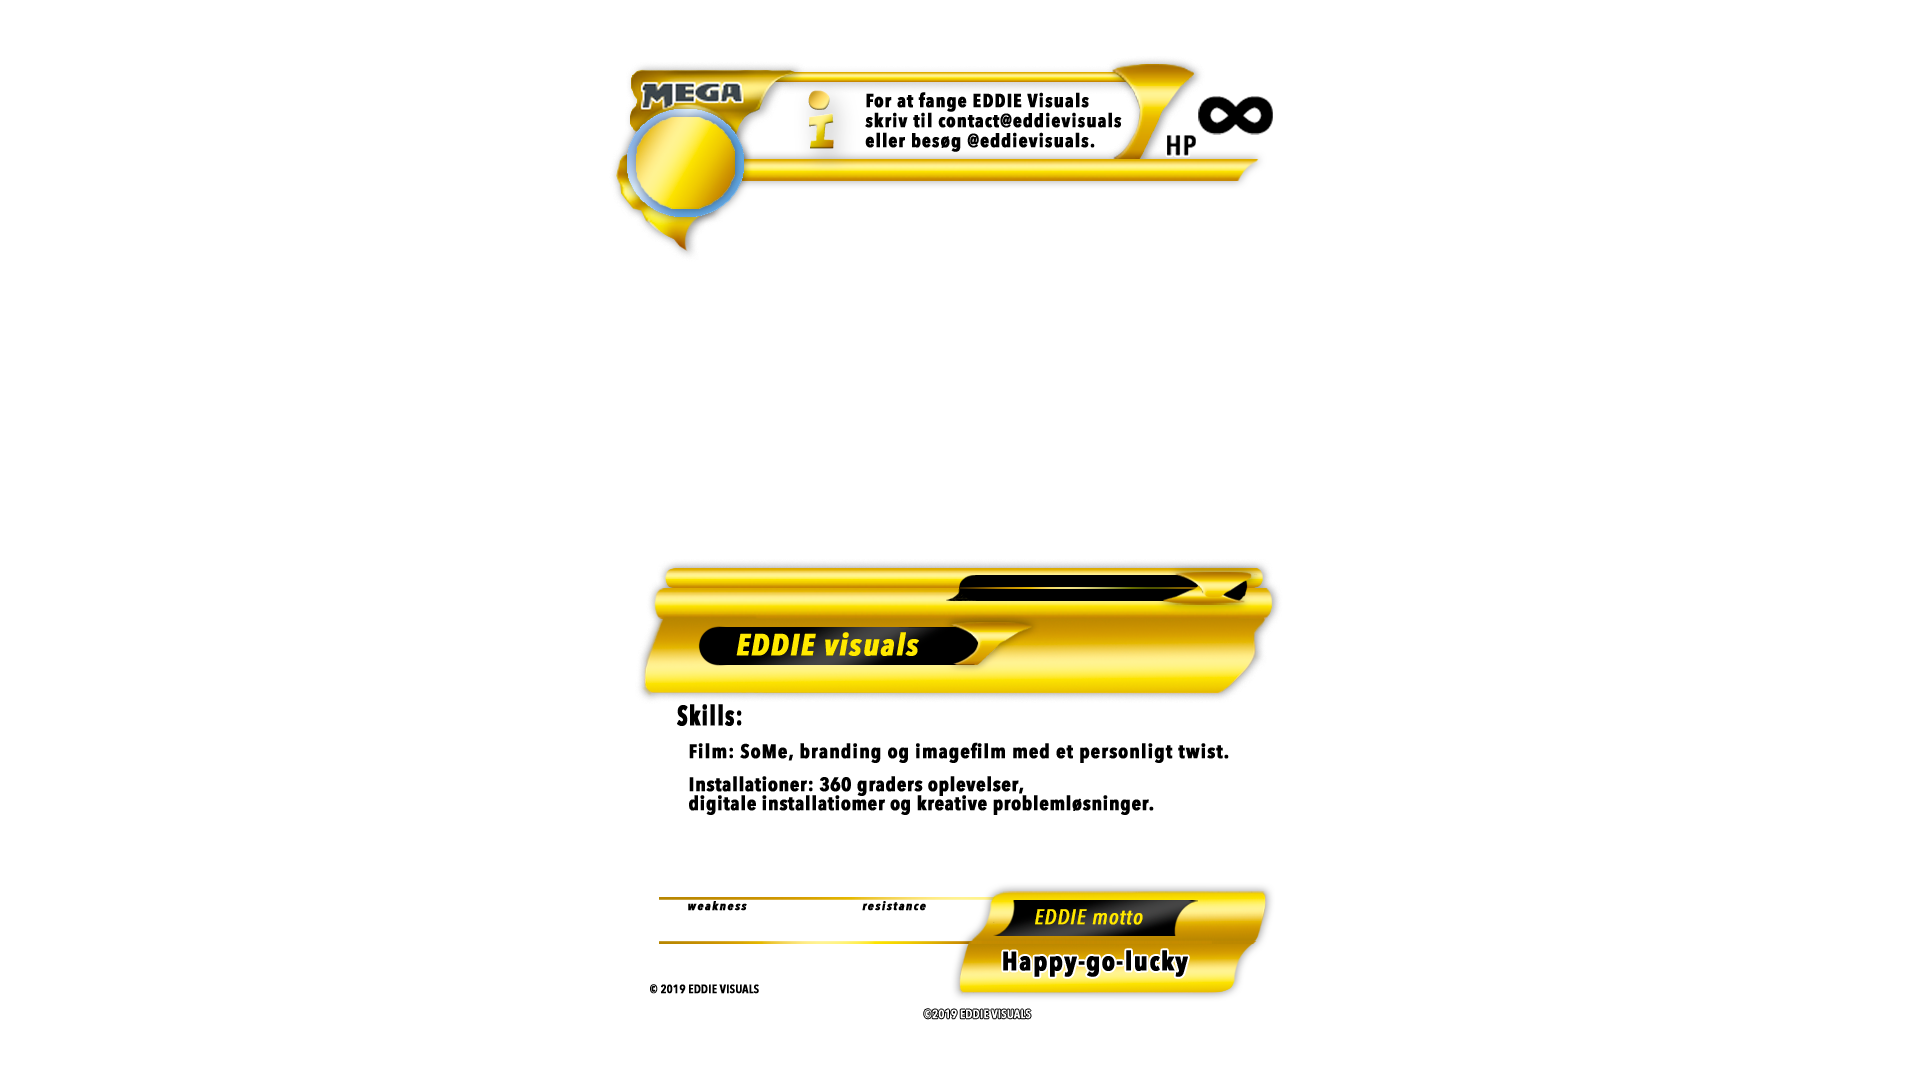 MEGA
i
For at fange EDDIE Visuals
skriv til contact@eddievisuals
eller besøg @eddievisuals.
HP ∞
EDDIE visuals
Skills:
Film: SoMe, branding og imagefilm med et personligt twist.
Installationer: 360 graders oplevelser,
digitale installatiomer og kreative problemløsninger.
weakness resistance
EDDIE motto
Happy-go-lucky
© 2019 EDDIE VISUALS
©2019 EDDIE VISUALS